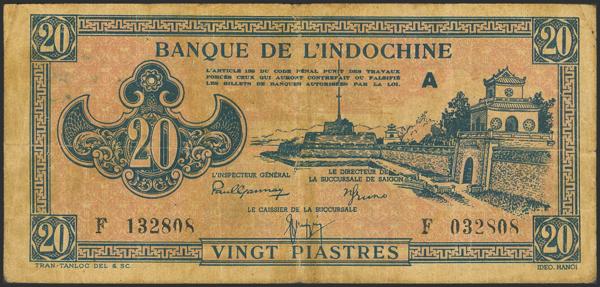 20 20
BANQUE DE L'INDOCHINE
L'ARTICLE 139 DU CODE PÉNAL PUNIT DES TRAVAUX
FORCÉS CEUX QUI AURONT CONTREFAIT OU FALSIFIÉ
LES BILLETS DE BANQUES AUTORISÉES PAR LA LOI.
A
20
L'INSPECTEUR GÉNÉRAL
LE DIRECTEUR DE
LA SUCCURSALE DE SAIGON
LE CAISSIER DE LA SUCCURSALE
F 132808
F 032808
20 VINGT PIASTRES 20
TRAN-TANLOC DEL & SC.
IDEO. HANOI